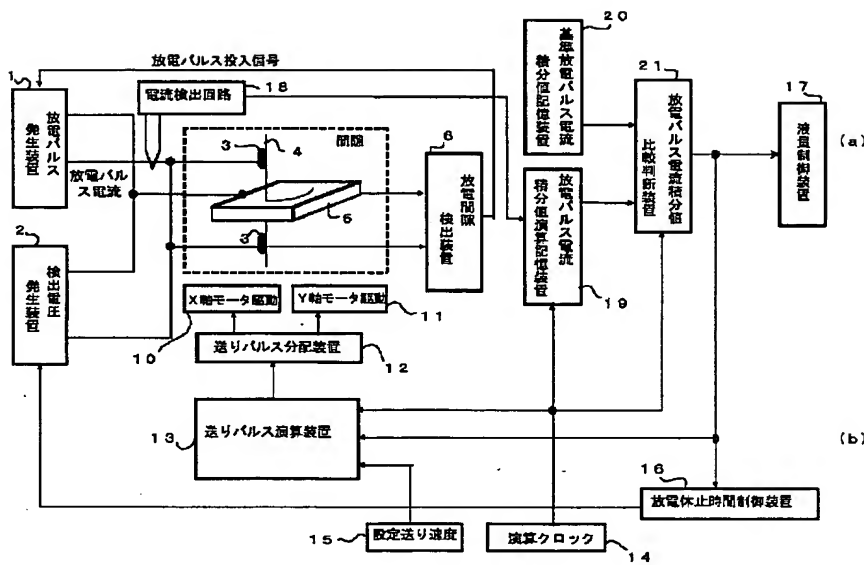 放電パルス投入信号
1
放電パルス
発生装置
電流検出回路
18
放電パルス電流
2
検出電圧
発生装置
3
4
間隙
5
3
6
放電間隙
検出装置
20
基準放電パルス電流
積分値記憶装置
放電パルス電流
積分値演算記憶装置
19
21
放電パルス電流積分値
比較判断装置
17
液量制御装置
(a)
X軸モータ駆動
10
Y軸モータ駆動
11
送りパルス分配装置
12
13
送りパルス演算装置
(b)
16
放電休止時間制御装置
15
設定送り速度
演算クロック
14